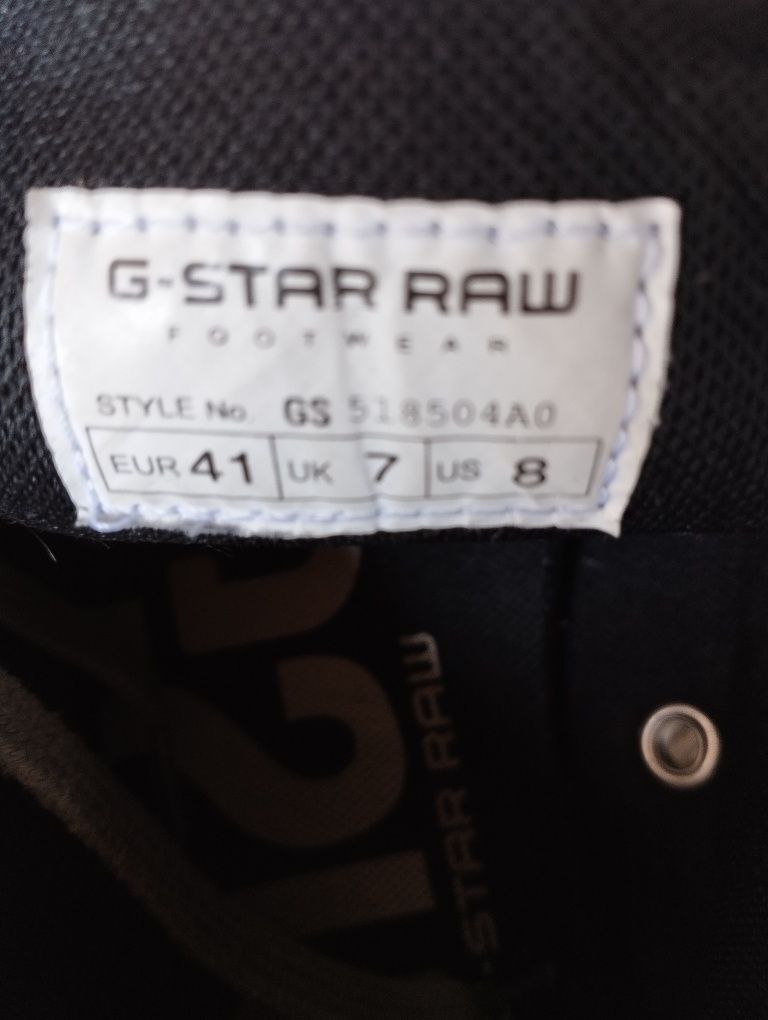 G-STAR RAW
FOOTWEAR
STYLE No. GS 518504A0
EUR 41 UK 7 US 8
-STAR RAW